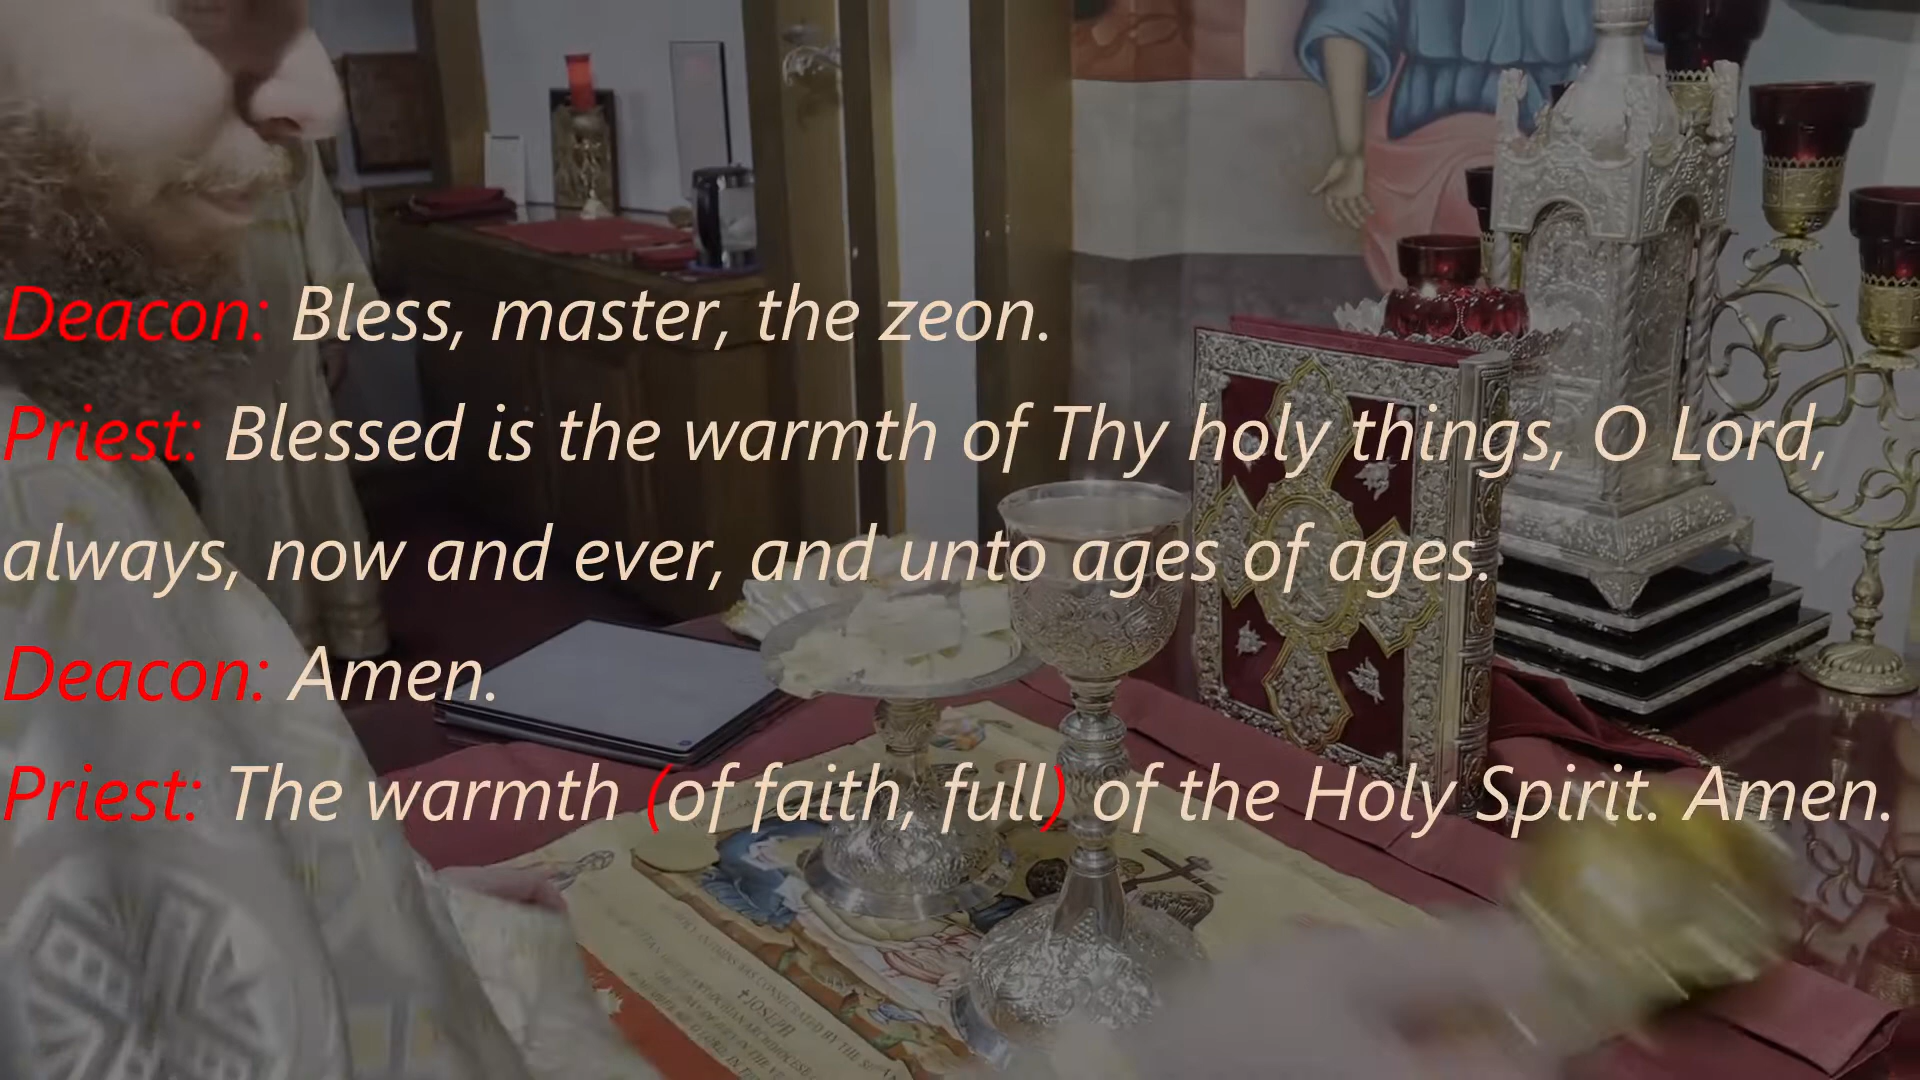 Deacon: Bless, master, the zeon.
Priest: Blessed is the warmth of Thy holy things, O Lord,
always, now and ever, and unto ages of ages.
Deacon: Amen.
Priest: The warmth (of faith, full) of the Holy Spirit. Amen.
†JOSEPH